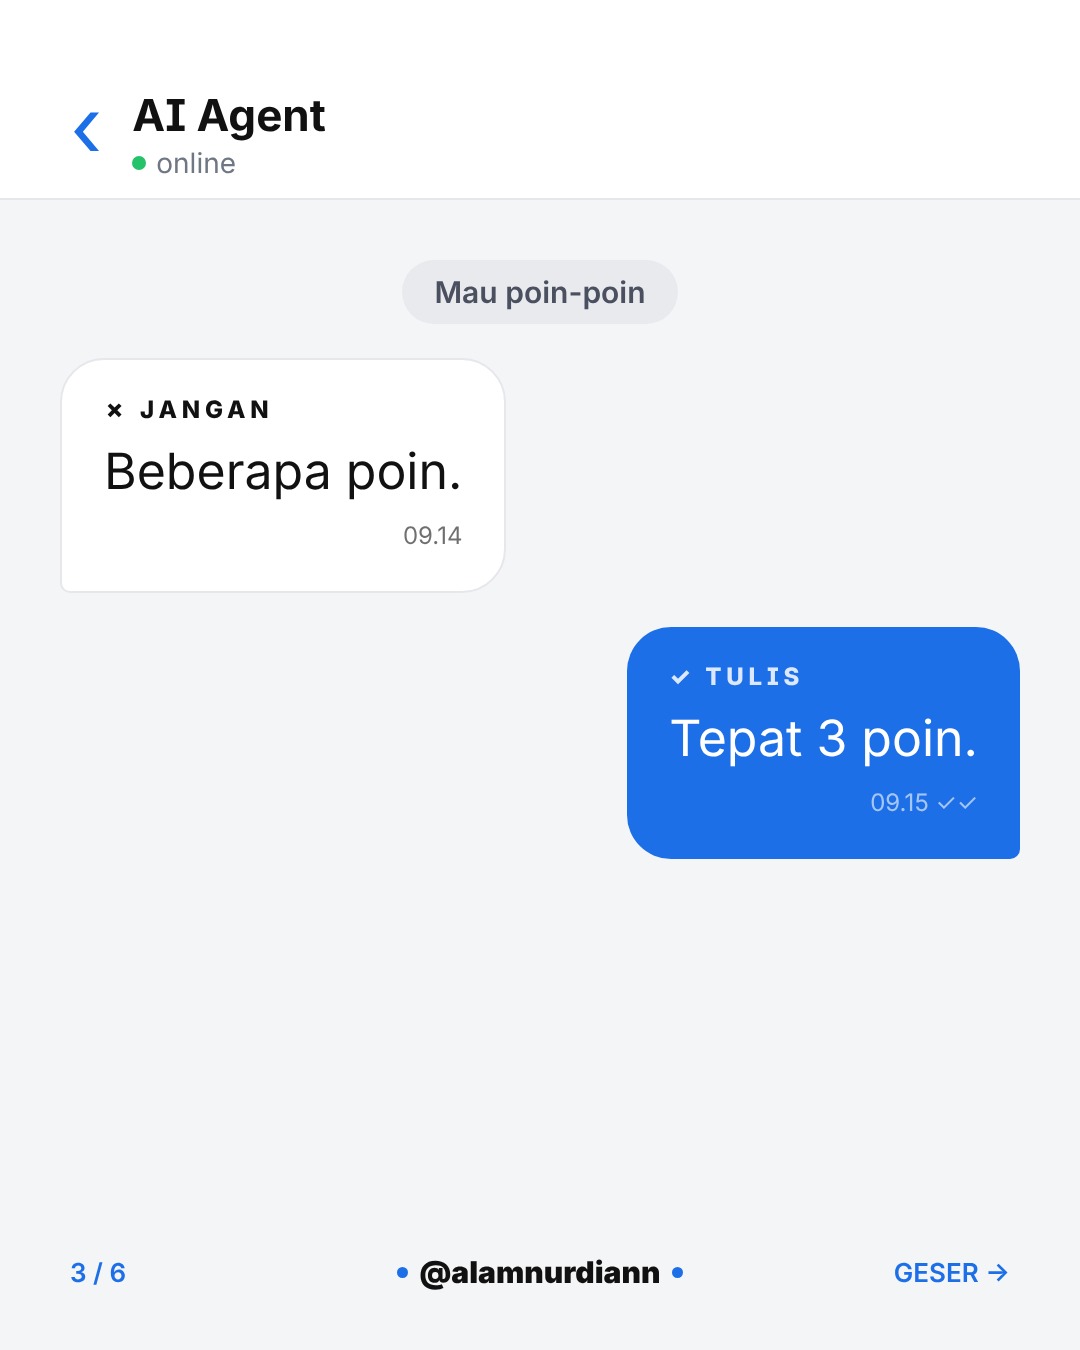 AI Agent
online
Mau poin-poin
× JANGAN
Beberapa poin.
09.14
✓ TULIS
Tepat 3 poin.
09.15 ✓✓
3 / 6
• @alamnurdiann •
GESER →